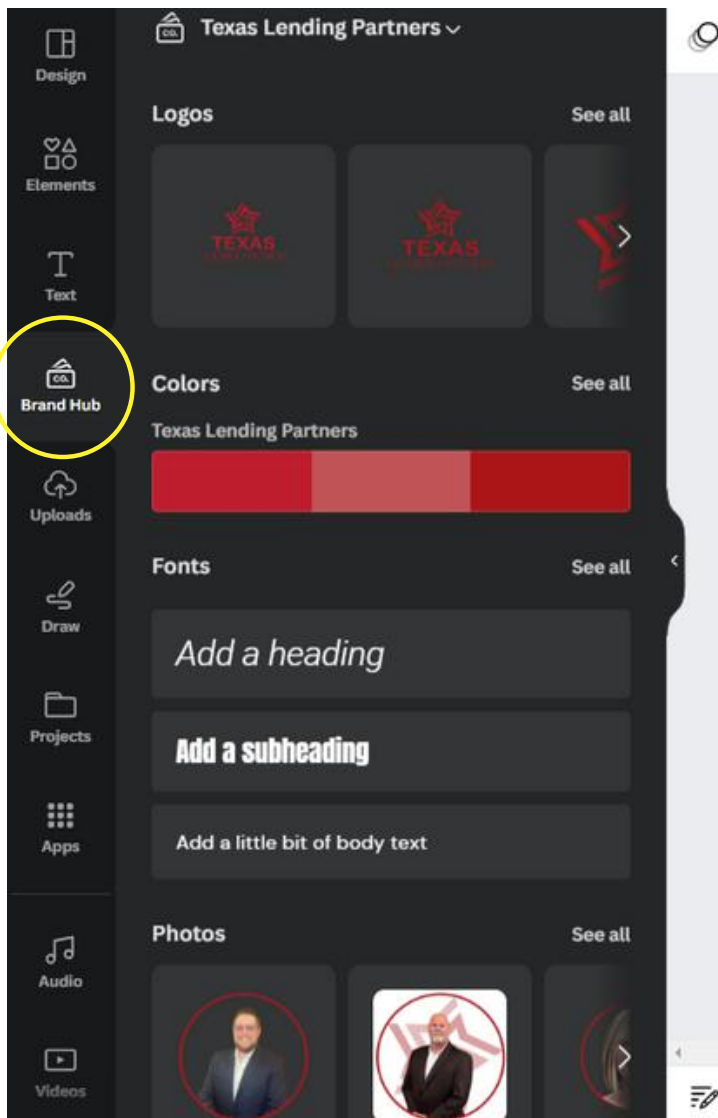 Texas Lending Partners
Design
Elements
Text
Brand Hub
Uploads
Draw
Projects
Apps
Audio
Videos
Logos See all
TEXAS
TEXAS
Colors See all
Texas Lending Partners
Fonts See all
Add a heading
Add a subheading
Add a little bit of body text
Photos See all
CO.
CO.